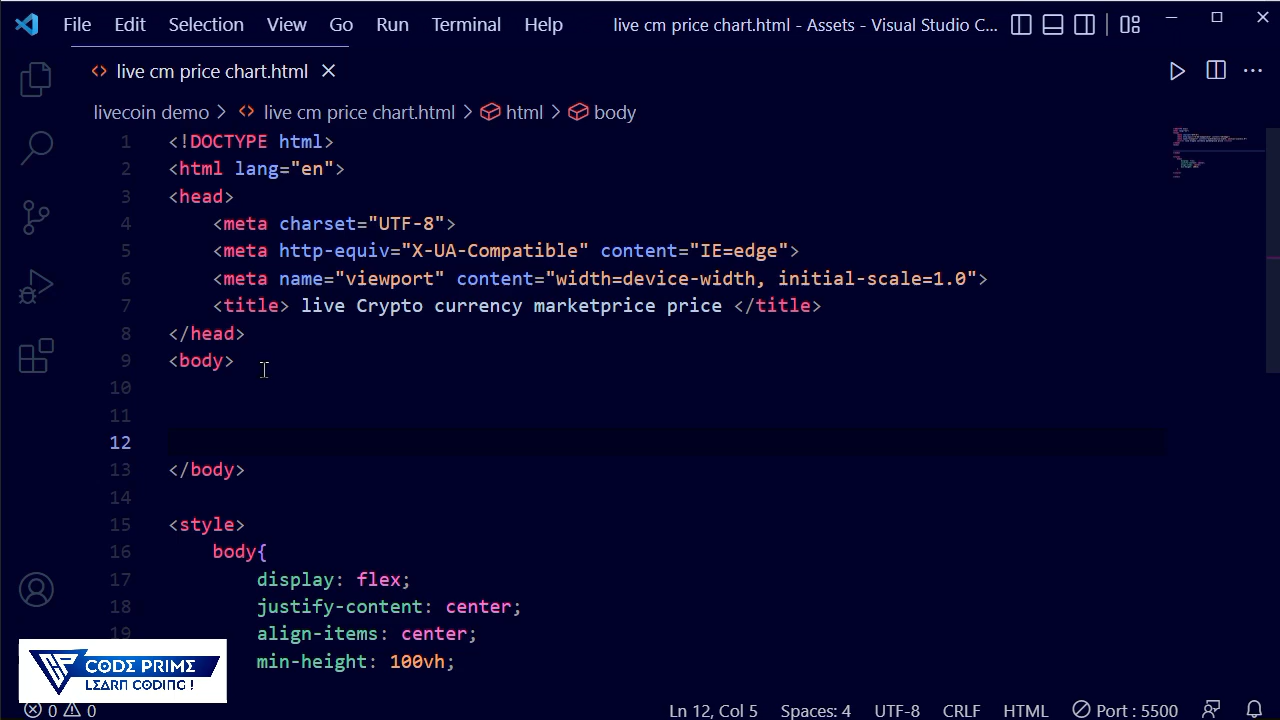 File Edit Selection View Go Run Terminal Help live cm price chart.html - Assets - Visual Studio C...
live cm price chart.html
livecoin demo > live cm price chart.html > html > body
1 <!DOCTYPE html>
2 <html lang="en">
3 <head>
4 <meta charset="UTF-8">
5 <meta http-equiv="X-UA-Compatible" content="IE=edge">
6 <meta name="viewport" content="width=device-width, initial-scale=1.0">
7 <title> live Crypto currency marketprice price </title>
8 </head>
9 <body>
10
11
12
13 </body>
14
15 <style>
16 body{
17 display: flex;
18 justify-content: center;
19 align-items: center;
min-height: 100vh;
CODE PRIME
LEARN CODING !
0 0 Ln 12, Col 5 Spaces: 4 UTF-8 CRLF HTML Port : 5500